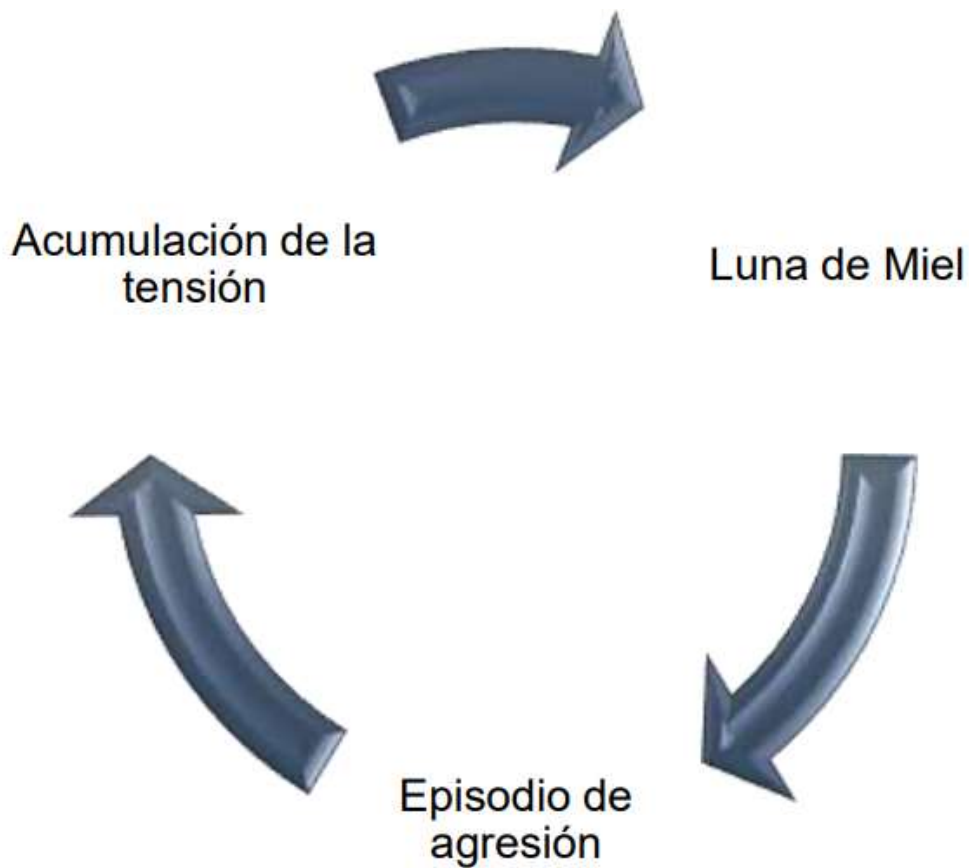 Acumulación de la
tensión
Luna de Miel
Episodio de
agresión